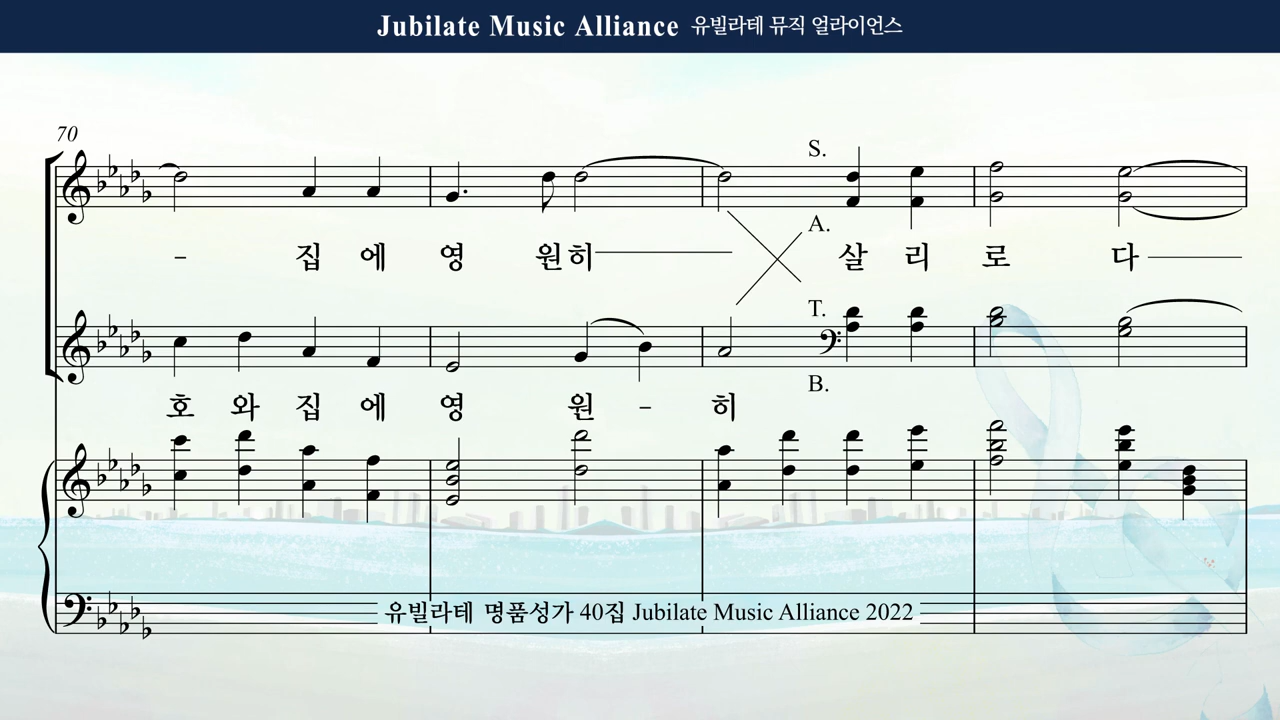 Jubilate Music Alliance 유빌라테 뮤직 얼라이언스
70
S.
A.
- 집 에 영 원 히 살 리 로 다
T.
B.
호 와 집 에 영 원 - 히
유빌라테 명품성가 40집 Jubilate Music Alliance 2022